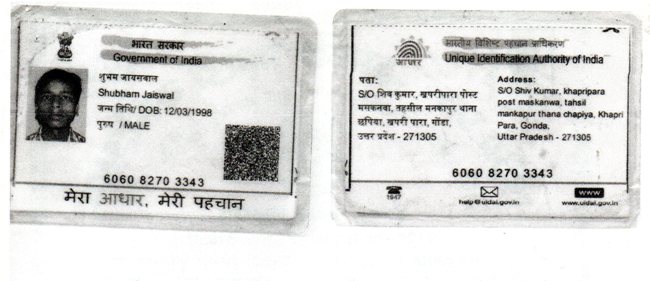 भारत सरकार
Government of India
शुभम जायसवाल
Shubham Jaiswal
जन्म तिथि/ DOB: 12/03/1998
पुरुष / MALE
6060 8270 3343
मेरा आधार, मेरी पहचान
भारतीय विशिष्ट पहचान प्राधिकरण
Unique Identification Authority of India
आधार
पता:
S/O शिव कुमार, खपरीपारा पोस्ट
मसकनवा, तहसील मनकापुर थाना
छपिया, खपरी पारा, गोंडा,
उत्तर प्रदेश - 271305
Address:
S/O Shiv Kumar, khapripara
post maskanwa, tahsil
mankapur thana chapiya, Khapri
Para, Gonda,
Uttar Pradesh - 271305
6060 8270 3343
1947
help@uidai.gov.in
www
www.uidai.gov.in